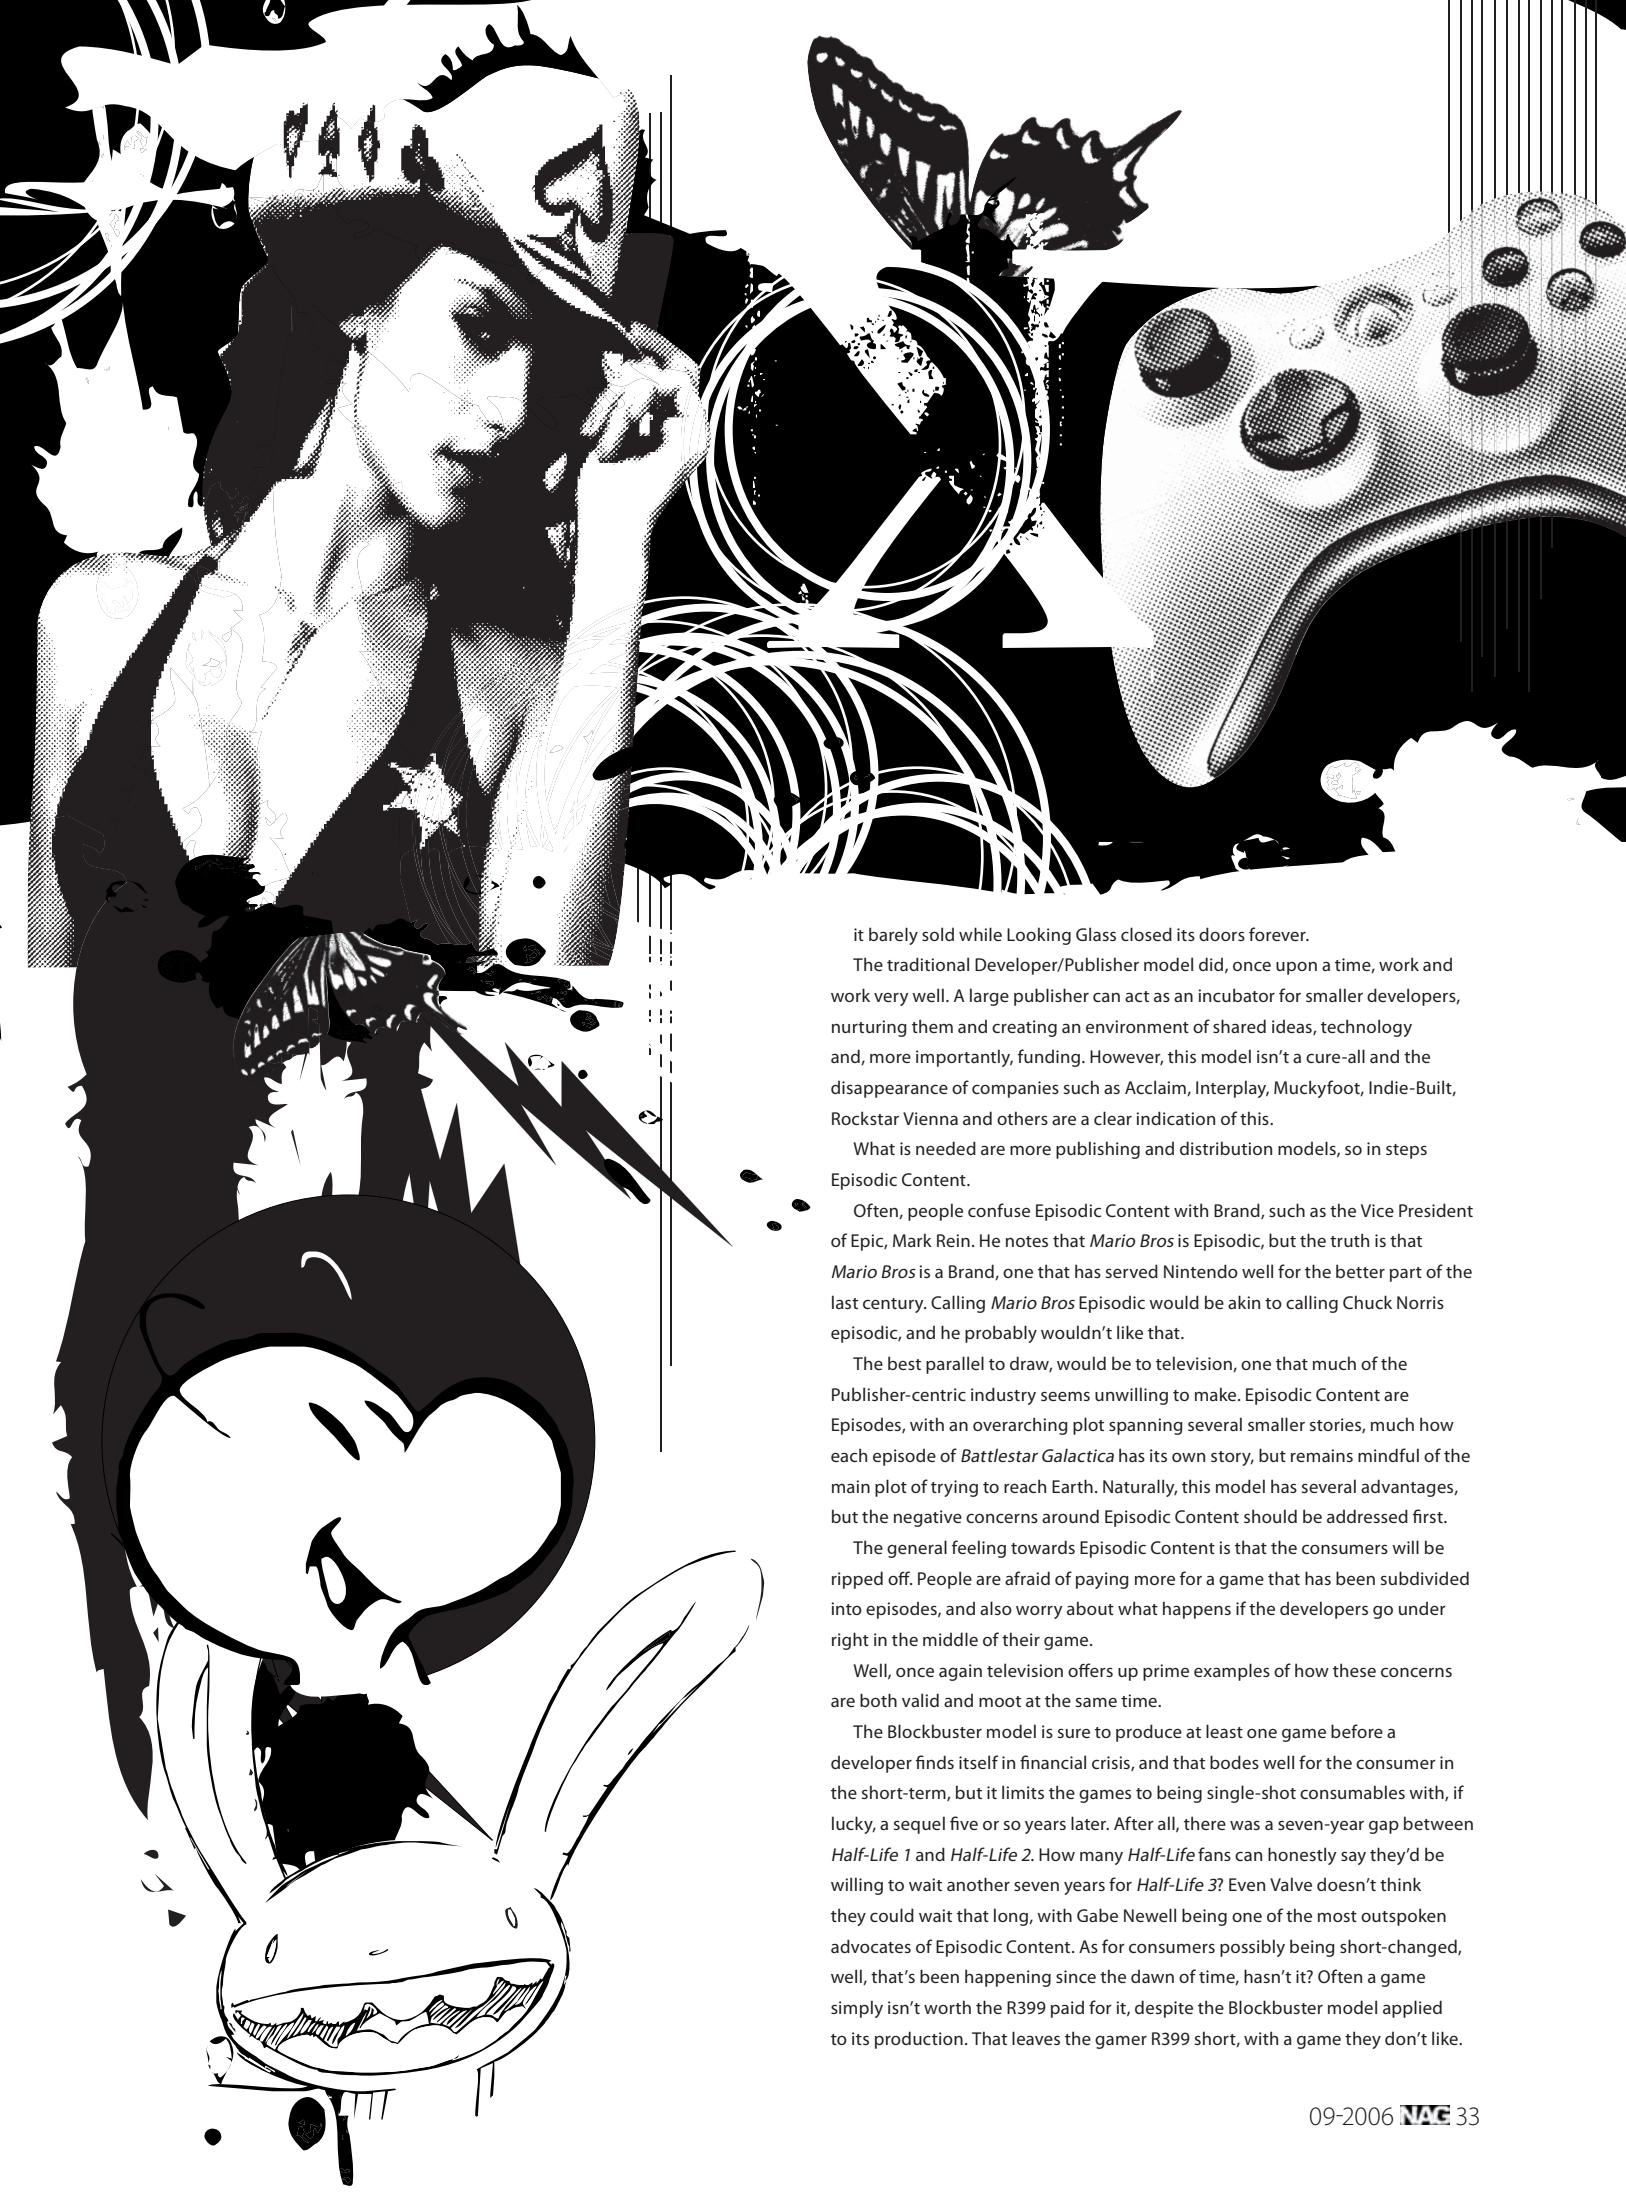 it barely sold while Looking Glass closed its doors forever.
The traditional Developer/Publisher model did, once upon a time, work and
work very well. A large publisher can act as an incubator for smaller developers,
nurturing them and creating an environment of shared ideas, technology
and, more importantly, funding. However, this model isn't a cure-all and the
disappearance of companies such as Acclaim, Interplay, Muckyfoot, Indie-Built,
Rockstar Vienna and others are a clear indication of this.
What is needed are more publishing and distribution models, so in steps
Episodic Content.
Often, people confuse Episodic Content with Brand, such as the Vice President
of Epic, Mark Rein. He notes that Mario Bros is Episodic, but the truth is that
Mario Bros is a Brand, one that has served Nintendo well for the better part of the
last century. Calling Mario Bros Episodic would be akin to calling Chuck Norris
episodic, and he probably wouldn't like that.
The best parallel to draw, would be to television, one that much of the
Publisher-centric industry seems unwilling to make. Episodic Content are
Episodes, with an overarching plot spanning several smaller stories, much how
each episode of Battlestar Galactica has its own story, but remains mindful of the
main plot of trying to reach Earth. Naturally, this model has several advantages,
but the negative concerns around Episodic Content should be addressed first.
The general feeling towards Episodic Content is that the consumers will be
ripped off. People are afraid of paying more for a game that has been subdivided
into episodes, and also worry about what happens if the developers go under
right in the middle of their game.
Well, once again television offers up prime examples of how these concerns
are both valid and moot at the same time.
The Blockbuster model is sure to produce at least one game before a
developer finds itself in financial crisis, and that bodes well for the consumer in
the short-term, but it limits the games to being single-shot consumables with, if
lucky, a sequel five or so years later. After all, there was a seven-year gap between
Half-Life 1 and Half-Life 2. How many Half-Life fans can honestly say they'd be
willing to wait another seven years for Half-Life 3? Even Valve doesn't think
they could wait that long, with Gabe Newell being one of the most outspoken
advocates of Episodic Content. As for consumers possibly being short-changed,
well, that's been happening since the dawn of time, hasn't it? Often a game
simply isn't worth the R399 paid for it, despite the Blockbuster model applied
to its production. That leaves the gamer R399 short, with a game they don't like.
09-2006 NAG 33